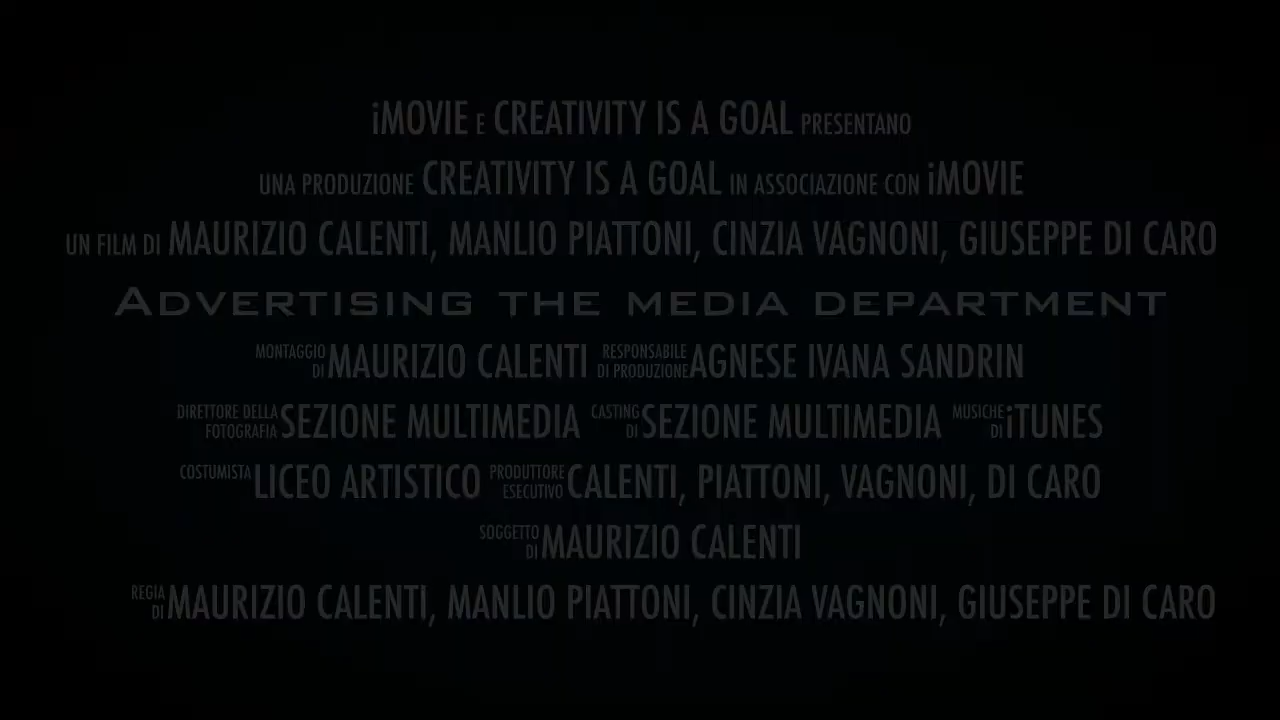 iMOVIE E CREATIVITY IS A GOAL PRESENTANO
UNA PRODUZIONE CREATIVITY IS A GOAL IN ASSOCIAZIONE CON iMOVIE
UN FILM DI MAURIZIO CALENTI, MANLIO PIATTONI, CINZIA VAGNONI, GIUSEPPE DI CARO
ADVERTISING THE MEDIA DEPARTMENT
MONTAGGIO DI MAURIZIO CALENTI RESPONSABILE DI PRODUZIONE AGNESE IVANA SANDRIN
DIRETTORE DELLA FOTOGRAFIA SEZIONE MULTIMEDIA CASTING DI SEZIONE MULTIMEDIA MUSICHE DI iTUNES
COSTUMISTA LICEO ARTISTICO PRODUTTORE ESECUTIVO CALENTI, PIATTONI, VAGNONI, DI CARO
SOGGETTO DI MAURIZIO CALENTI
REGIA DI MAURIZIO CALENTI, MANLIO PIATTONI, CINZIA VAGNONI, GIUSEPPE DI CARO